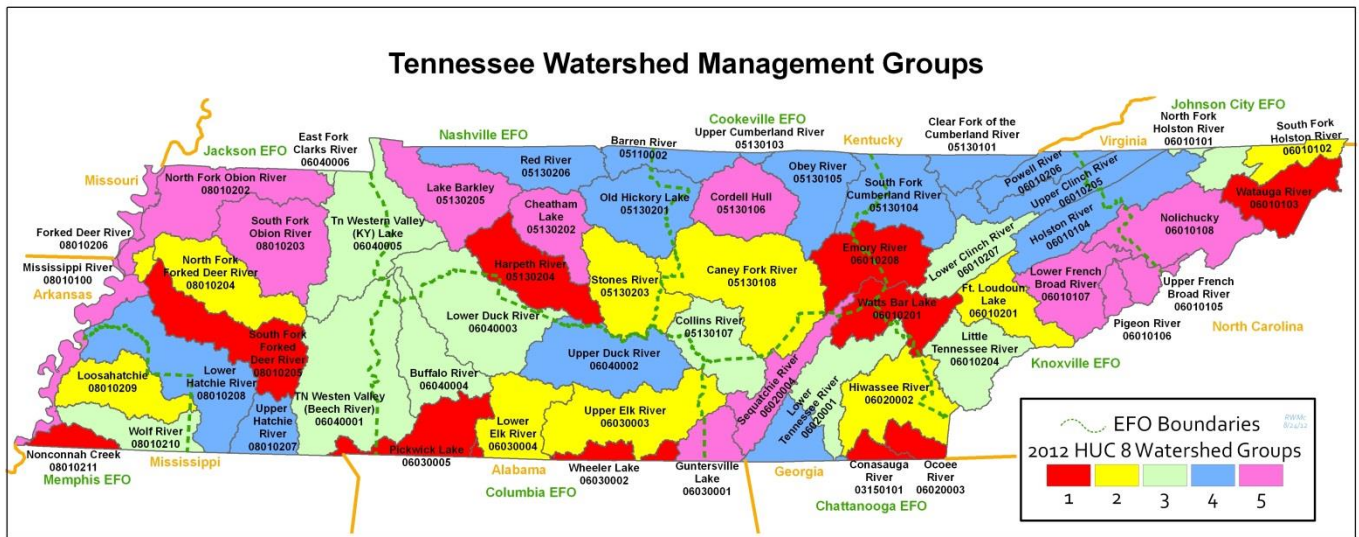 Tennessee Watershed Management Groups
Johnson City EFO
Cookeville EFO
Nashville EFO
Jackson EFO
East Fork
Clarks River
06040006
Barren River
05110002
Upper Cumberland River
05130103
Kentucky
Clear Fork of the
Cumberland River
05130101
Virginia
North Fork
Holston River
06010101
South Fork
Holston River
06010102
Missouri
North Fork Obion River
08010202
Red River
05130206
Obey River
05130105
Powell River
06010206
Upper Clinch River
06010205
Watauga River
06010103
Lake Barkley
05130205
Cheatham
Lake
05130202
Old Hickory Lake
05130201
Cordell Hull
05130106
South Fork
Cumberland River
05130104
Holston River
06010104
Nolichucky
06010108
South Fork
Obion River
08010203
Tn Western Valley
(KY) Lake
06040005
Forked Deer River
08010206
North Fork
Forked Deer River
08010204
Mississippi River
08010100
Arkansas
Harpeth River
05130204
Stones River
05130203
Caney Fork River
05130108
Emory River
06010208
Lower Clinch River
06010207
Lower French
Broad River
06010107
Upper French
Broad River
06010105
Pigeon River
06010106
North Carolina
Ft. Loudoun
Lake
06010201
Watts Bar Lake
06010201
Lower Duck River
06040003
Collins River
05130107
Little
Tennessee River
06010204
Knoxville EFO
South Fork
Forked
Deer River
08010205
Upper Duck River
06040002
Loosahatchie
08010209
Lower
Hatchie River
08010208
Buffalo River
06040004
TN Westen Valley
(Beech River)
06040001
Sequatchie River
06020004
Lower
Tennessee River
06020001
Hiwassee River
06020002
Upper Elk River
06030003
Lower
Elk River
06030004
Wolf River
08010210
Upper
Hatchie
River
08010207
Nonconnah Creek
08010211
Memphis EFO
Mississippi
Pickwick Lake
06030005
Alabama
Columbia EFO
Wheeler Lake
06030002
Guntersville
Lake
06030001
Georgia
Conasauga
River
03150101
Ocoee
River
06020003
Chattanooga EFO
EFO Boundaries
2012 HUC 8 Watershed Groups
1 2 3 4 5